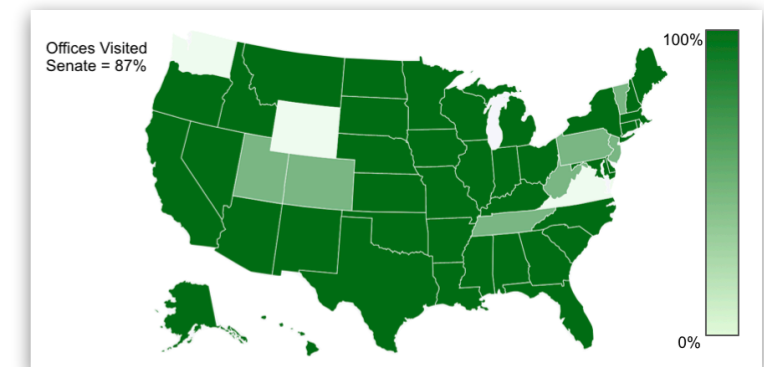 Offices Visited
Senate = 87%
100%
0%